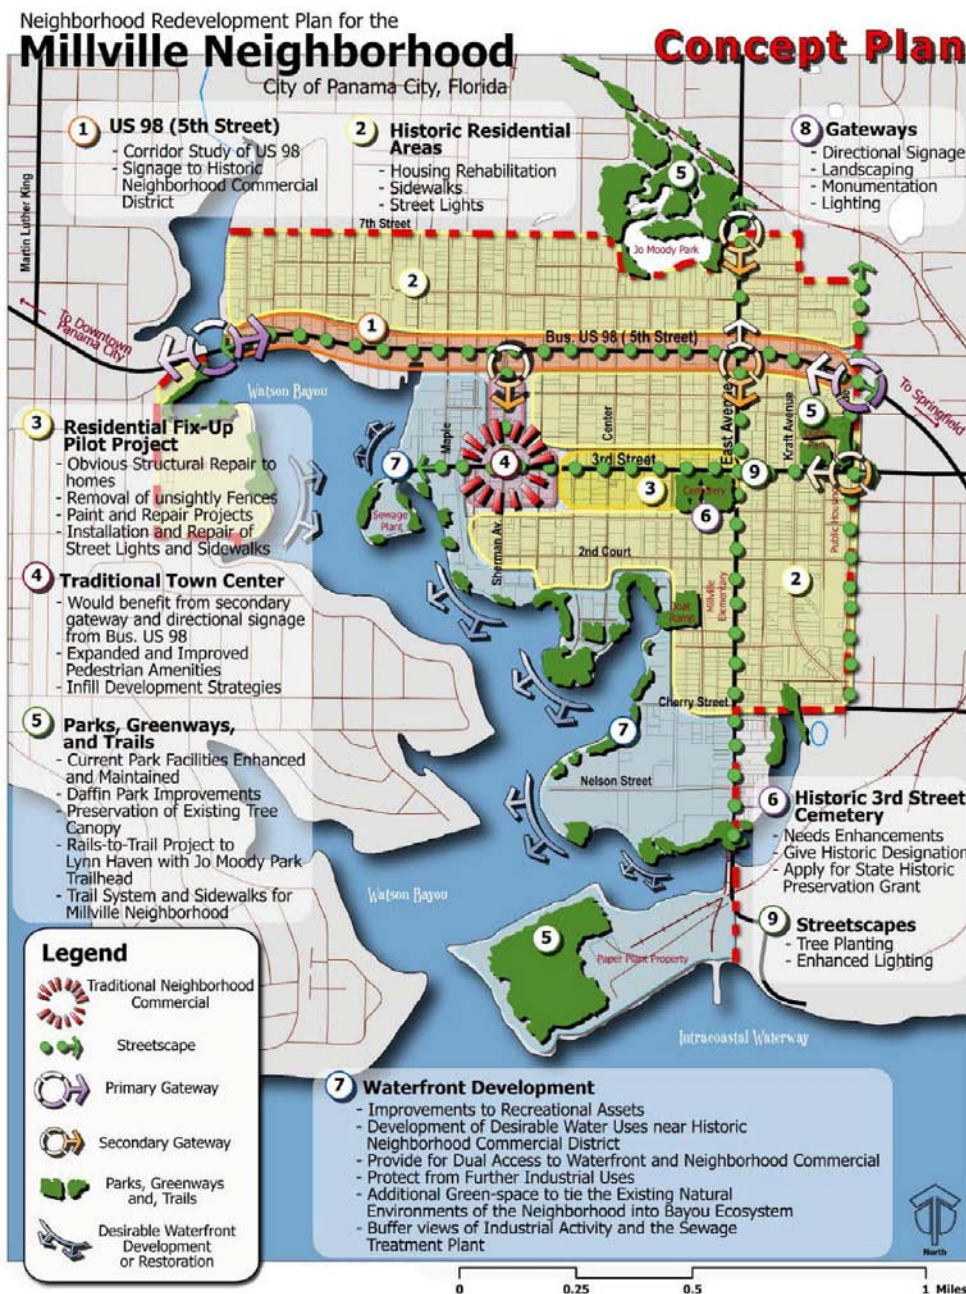 Neighborhood Redevelopment Plan for the
Millville Neighborhood
City of Panama City, Florida
Concept Plan
1 US 98 (5th Street)
- Corridor Study of US 98
- Signage to Historic
Neighborhood Commercial
District
2 Historic Residential
Areas
- Housing Rehabilitation
- Sidewalks
- Street Lights
8 Gateways
- Directional Signage
- Landscaping
- Monumentation
- Lighting
5
Martin Luther King
7th Street
Jo Moody Park
2
1
Bus. US 98 ( 5th Street)
To Downtown
Panama City
To Springfield
Watson Bayou
Maple
Center
East Avenue
Kraft Avenue
5
Park
3 Residential Fix-Up
Pilot Project
- Obvious Structural Repair to
homes
- Removal of unsightly Fences
- Paint and Repair Projects
- Installation and Repair of
Street Lights and Sidewalks
7
4
3rd Street
9
3
Cemetery
6
Sewage
Plant
Public Housing
Sherman Av.
2nd Court
2
Boat
Ramp
Millville
Elementary
4 Traditional Town Center
- Would benefit from secondary
gateway and directional signage
from Bus. US 98
- Expanded and Improved
Pedestrian Amenities
- Infill Development Strategies
Cherry Street
7
Nelson Street
5 Parks, Greenways,
and Trails
- Current Park Facilities Enhanced
and Maintained
- Daffin Park Improvements
- Preservation of Existing Tree
Canopy
- Rails-to-Trail Project to
Lynn Haven with Jo Moody Park
Trailhead
- Trail System and Sidewalks for
Millville Neighborhood
6 Historic 3rd Street
Cemetery
- Needs Enhancements
- Give Historic Designation
- Apply for State Historic
Preservation Grant
9 Streetscapes
- Tree Planting
- Enhanced Lighting
Watson Bayou
5
Paper Plant Property
Intracoastal Waterway
Legend
Traditional Neighborhood
Commercial
Streetscape
Primary Gateway
Secondary Gateway
Parks, Greenways
and, Trails
Desirable Waterfront
Development
or Restoration
7 Waterfront Development
- Improvements to Recreational Assets
- Development of Desirable Water Uses near Historic
Neighborhood Commercial District
- Provide for Dual Access to Waterfront and Neighborhood Commercial
- Protect from Further Industrial Uses
- Additional Green-space to tie the Existing Natural
Environments of the Neighborhood into Bayou Ecosystem
- Buffer views of Industrial Activity and the Sewage
Treatment Plant
North
0 0.25 0.5 1 Miles